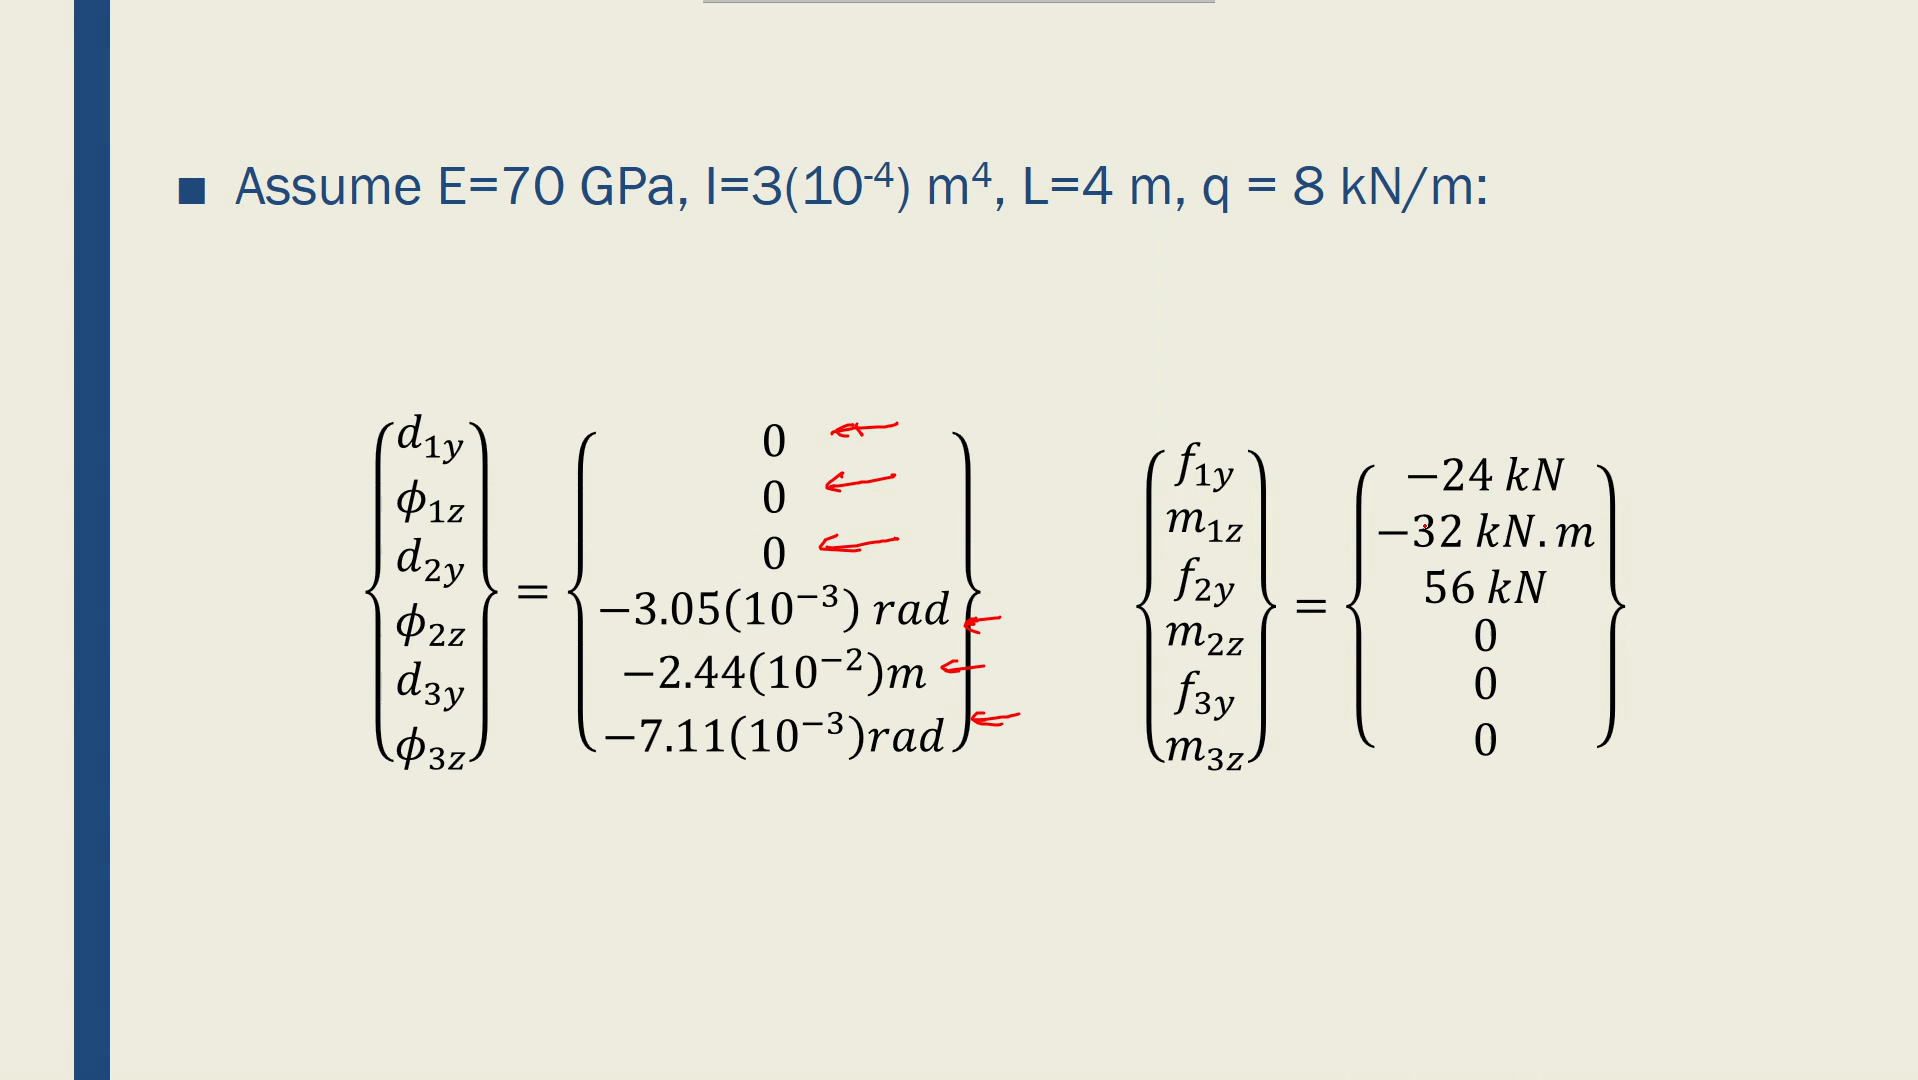 ■ Assume E=70 GPa, I=3(10⁻⁴) m⁴, L=4 m, q = 8 kN/m:
{d₁y ϕ₁z d₂y ϕ₂z d₃y ϕ₃z} = {0
0
0
−3.05(10⁻³) rad
−2.44(10⁻²)m
−7.11(10⁻³)rad}
{f₁y m₁z f₂y m₂z f₃y m₃z} = {−24 kN
−32 kN.m
56 kN
0
0
0}